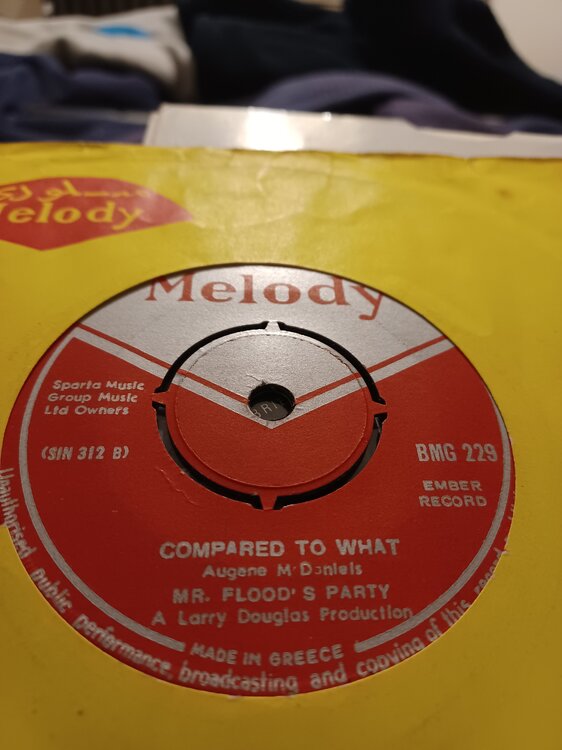 Melody
Melody
Sparta Music
Group Music
Ltd Owners
(SIN 312 B)
BMG 229
EMBER
RECORD
COMPARED TO WHAT
Augene McDaniels
MR. FLOOD'S PARTY
A Larry Douglas Production
MADE IN GREECE
Unauthorised public performance, broadcasting and copying of this record